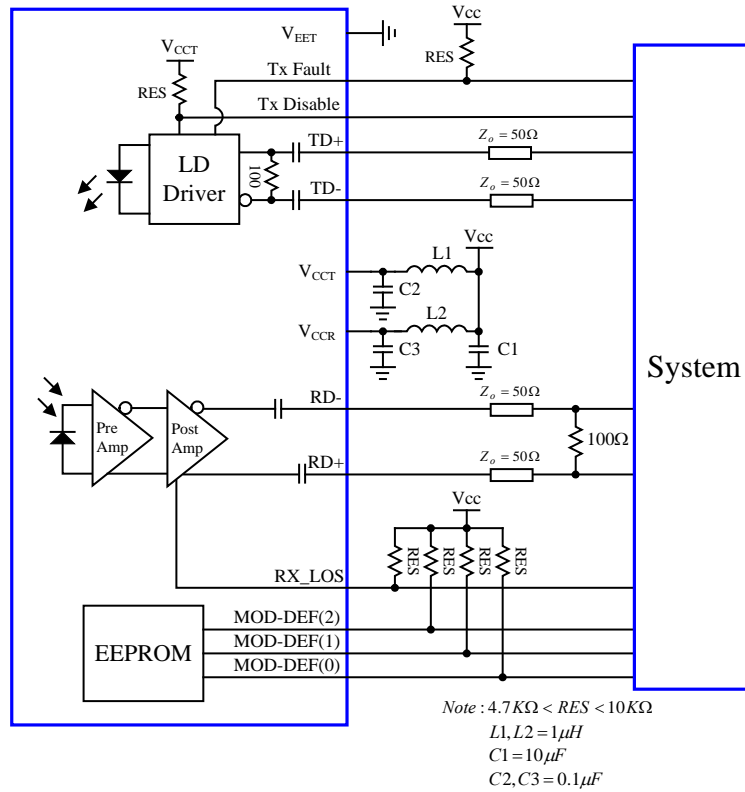 V_EET
Vcc
V_CCT
RES
RES
Tx Fault
Tx Disable
LD
Driver
100
TD+
Z_o = 50Ω
TD-
Z_o = 50Ω
Vcc
V_CCT
L1
C2
V_CCR
L2
C3
C1
System
Pre
Amp
Post
Amp
RD-
Z_o = 50Ω
100Ω
RD+
Z_o = 50Ω
Vcc
RES
RES
RES
RES
RX_LOS
EEPROM
MOD-DEF(2)
MOD-DEF(1)
MOD-DEF(0)
Note : 4.7KΩ < RES < 10KΩ
L1, L2 = 1μH
C1 = 10μF
C2, C3 = 0.1μF